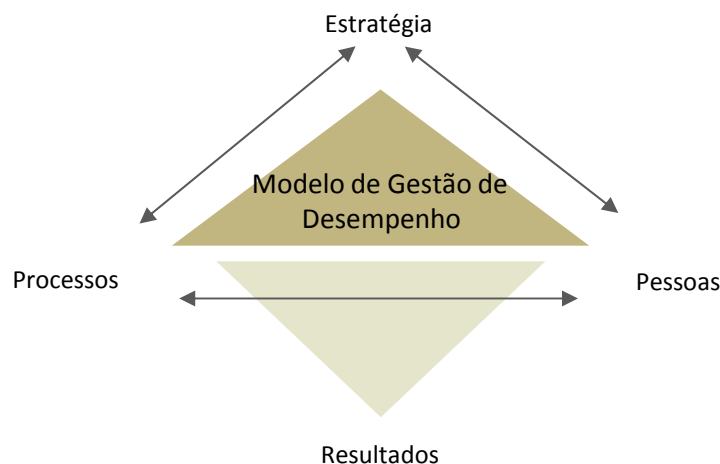 Estratégia
Modelo de Gestão de
Desempenho
Processos
Pessoas
Resultados